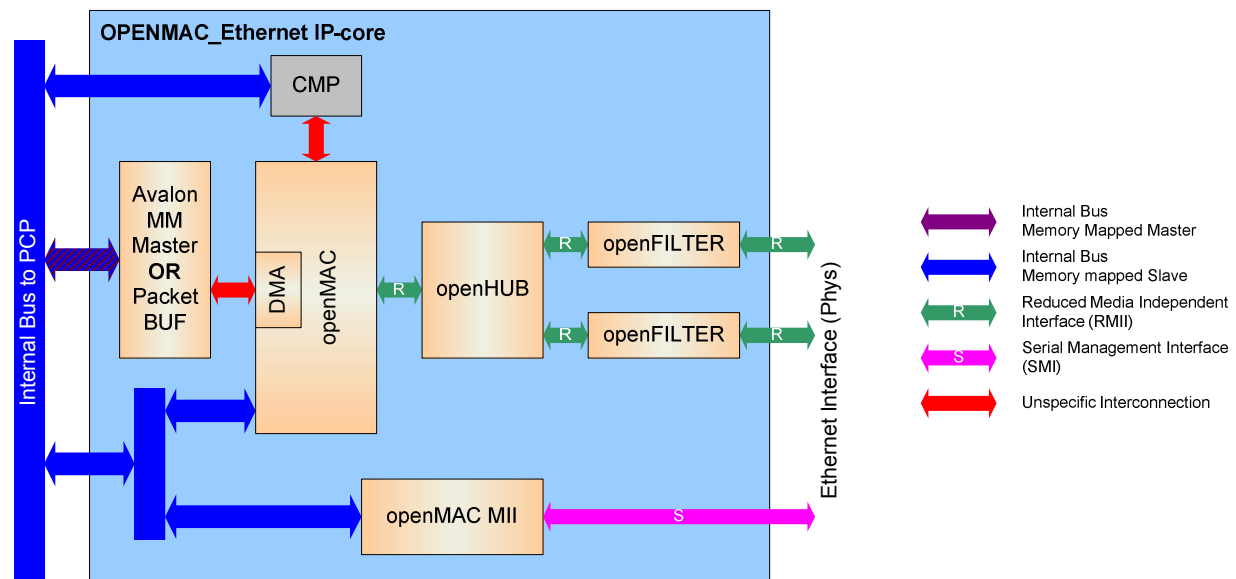 OPENMAC_Ethernet IP-core
CMP
Internal Bus to PCP
Avalon
MM
Master
OR
Packet
BUF
DMA
openMAC
R
openHUB
R
openFILTER
R
R
openFILTER
R
openMAC MII
S
Ethernet Interface (Phys)
Internal Bus
Memory Mapped Master
Internal Bus
Memory mapped Slave
R
Reduced Media Independent
Interface (RMII)
S
Serial Management Interface
(SMI)
Unspecific Interconnection